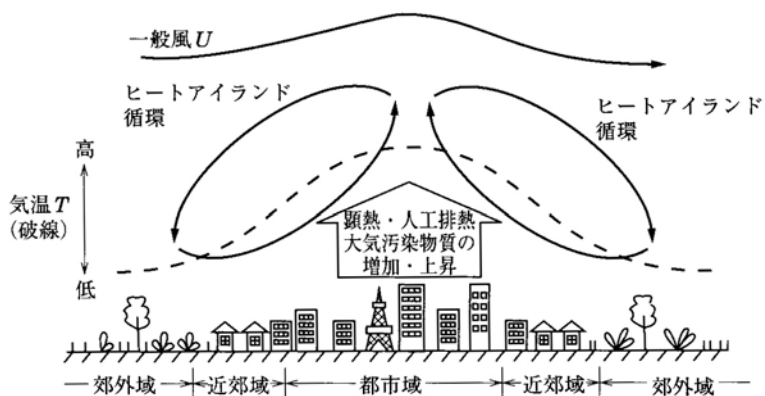 一般風U
ヒートアイランド
循環
ヒートアイランド
循環
高
気温T
(破線)
低
顕熱・人工排熱
大気汚染物質の
増加・上昇
郊外域
近郊域
都市域
近郊域
郊外域